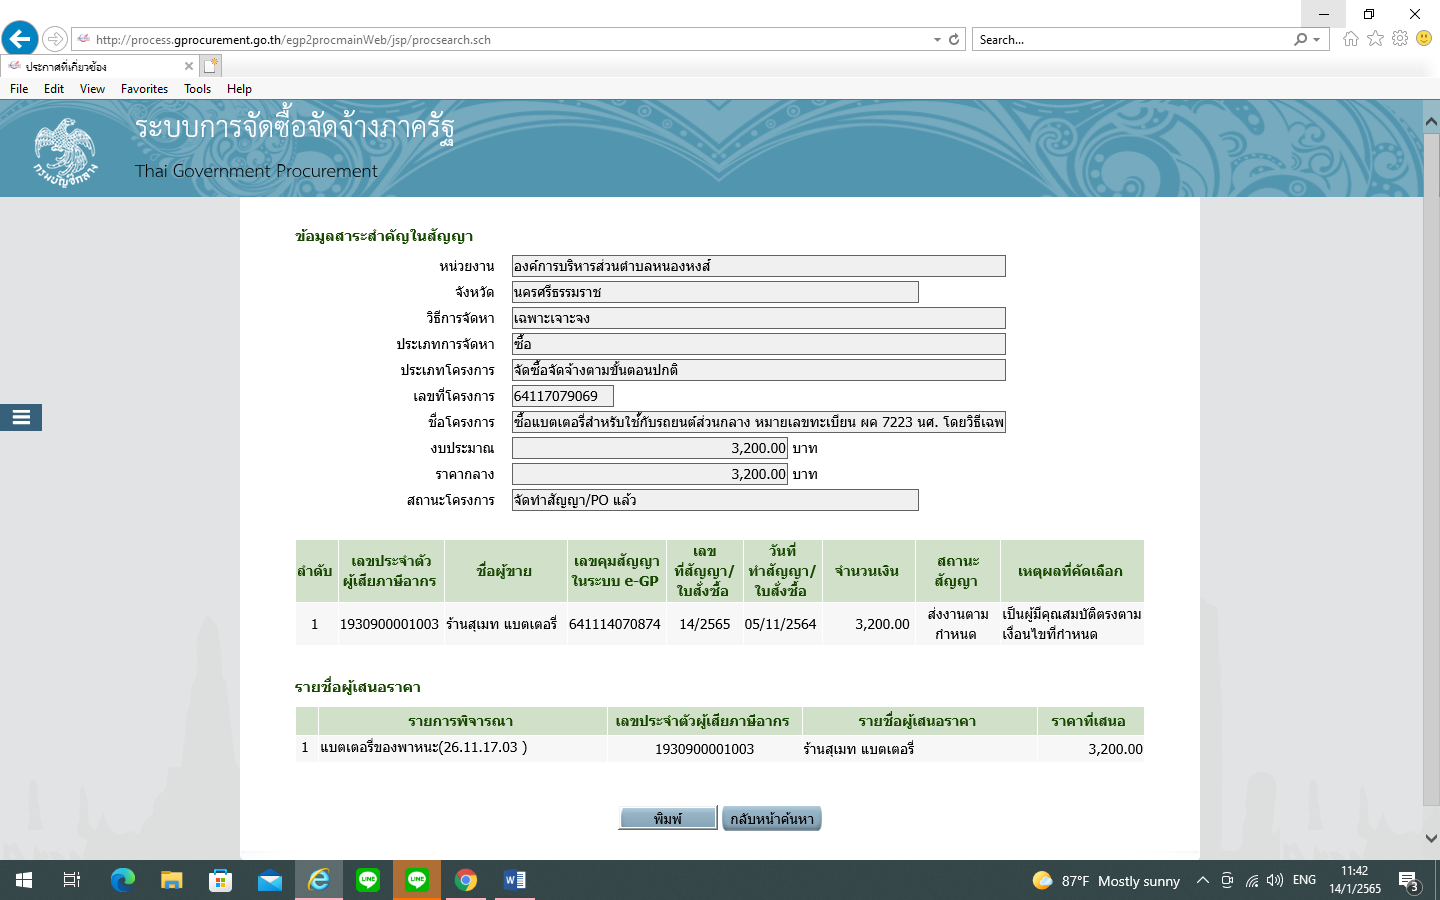 http://process.gprocurement.go.th/egp2procmainWeb/jsp/procsearch.sch
Search...
ประกาศที่เกี่ยวข้อง
File Edit View Favorites Tools Help
ระบบการจัดซื้อจัดจ้างภาครัฐ
Thai Government Procurement
กรมบัญชีกลาง
ข้อมูลสาระสำคัญในสัญญา
หน่วยงาน องค์การบริหารส่วนตำบลหนองหงส์
จังหวัด นครศรีธรรมราช
วิธีการจัดหา เฉพาะเจาะจง
ประเภทการจัดหา ซื้อ
ประเภทโครงการ จัดซื้อจัดจ้างตามขั้นตอนปกติ
เลขที่โครงการ 64117079069
ชื่อโครงการ ซื้อแบตเตอรี่สำหรับใช้กับรถยนต์ส่วนกลาง หมายเลขทะเบียน ผค 7223 นศ. โดยวิธีเฉพ
งบประมาณ 3,200.00 บาท
ราคากลาง 3,200.00 บาท
สถานะโครงการ จัดทำสัญญา/PO แล้ว
ลำดับ เลขประจำตัวผู้เสียภาษีอากร ชื่อผู้ขาย เลขคุมสัญญาในระบบ e-GP เลขที่สัญญา/ใบสั่งซื้อ วันที่ทำสัญญา/ใบสั่งซื้อ จำนวนเงิน สถานะสัญญา เหตุผลที่คัดเลือก
1 1930900001003 ร้านสุเมท แบตเตอรี่ 641114070874 14/2565 05/11/2564 3,200.00 ส่งงานตามกำหนด เป็นผู้มีคุณสมบัติตรงตามเงื่อนไขที่กำหนด
รายชื่อผู้เสนอราคา
รายการพิจารณา เลขประจำตัวผู้เสียภาษีอากร รายชื่อผู้เสนอราคา ราคาที่เสนอ
1 แบตเตอรี่ของพาหนะ(26.11.17.03 ) 1930900001003 ร้านสุเมท แบตเตอรี่ 3,200.00
พิมพ์ กลับหน้าค้นหา
87°F Mostly sunny ENG 11:42
14/1/2565 3